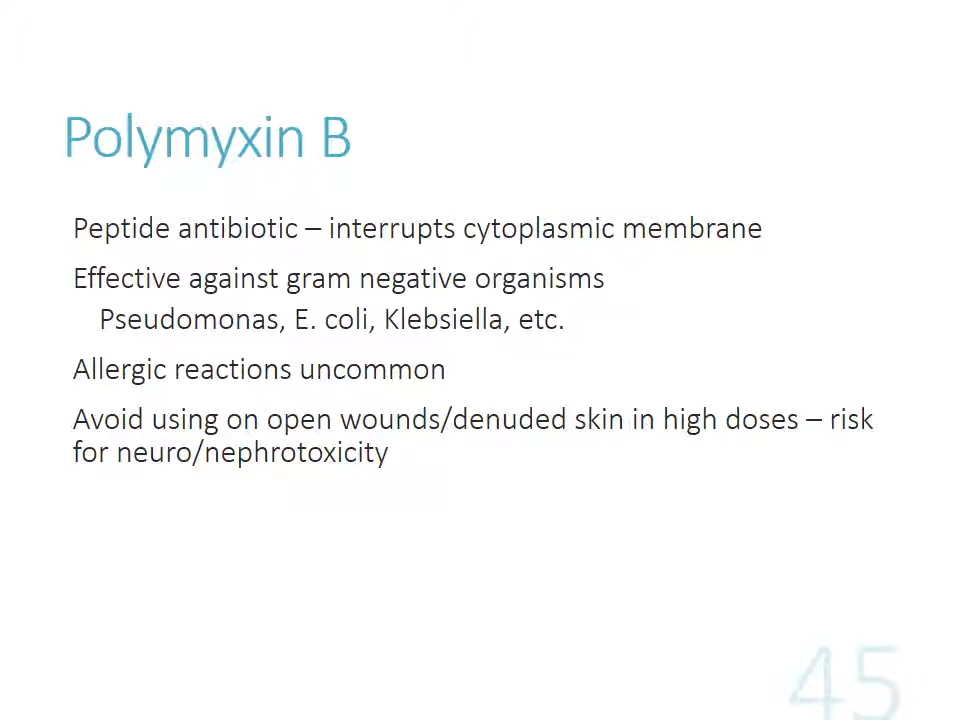 Polymyxin B
Peptide antibiotic – interrupts cytoplasmic membrane
Effective against gram negative organisms
Pseudomonas, E. coli, Klebsiella, etc.
Allergic reactions uncommon
Avoid using on open wounds/denuded skin in high doses – risk
for neuro/nephrotoxicity
45